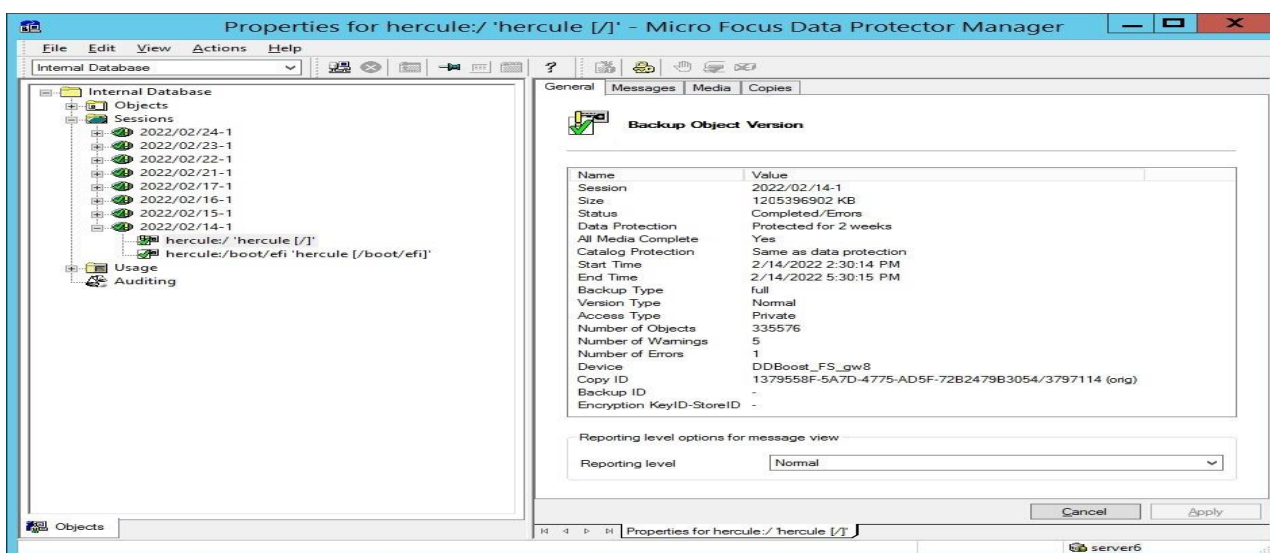 Properties for hercule:/ 'hercule [/]' - Micro Focus Data Protector Manager
File Edit View Actions Help
Internal Database
Internal Database
Objects
Sessions
2022/02/24-1
2022/02/23-1
2022/02/22-1
2022/02/21-1
2022/02/17-1
2022/02/16-1
2022/02/15-1
2022/02/14-1
hercule:/ 'hercule [/]'
hercule:/boot/efi 'hercule [/boot/efi]'
Usage
Auditing
Objects
General Messages Media Copies
Backup Object Version
Name Value
Session 2022/02/14-1
Size 1205396902 KB
Status Completed/Errors
Data Protection Protected for 2 weeks
All Media Complete Yes
Catalog Protection Same as data protection
Start Time 2/14/2022 2:30:14 PM
End Time 2/14/2022 5:30:15 PM
Backup Type full
Version Type Normal
Access Type Private
Number of Objects 335576
Number of Warnings 5
Number of Errors 1
Device DDBoost_FS_gw8
Copy ID 1379558F-5A7D-4775-AD5F-72B2479B3054/3797114 (orig)
Backup ID -
Encryption KeyID-StoreID -
Reporting level options for message view
Reporting level Normal
Cancel Apply
Properties for hercule:/ 'hercule [/]'
server6